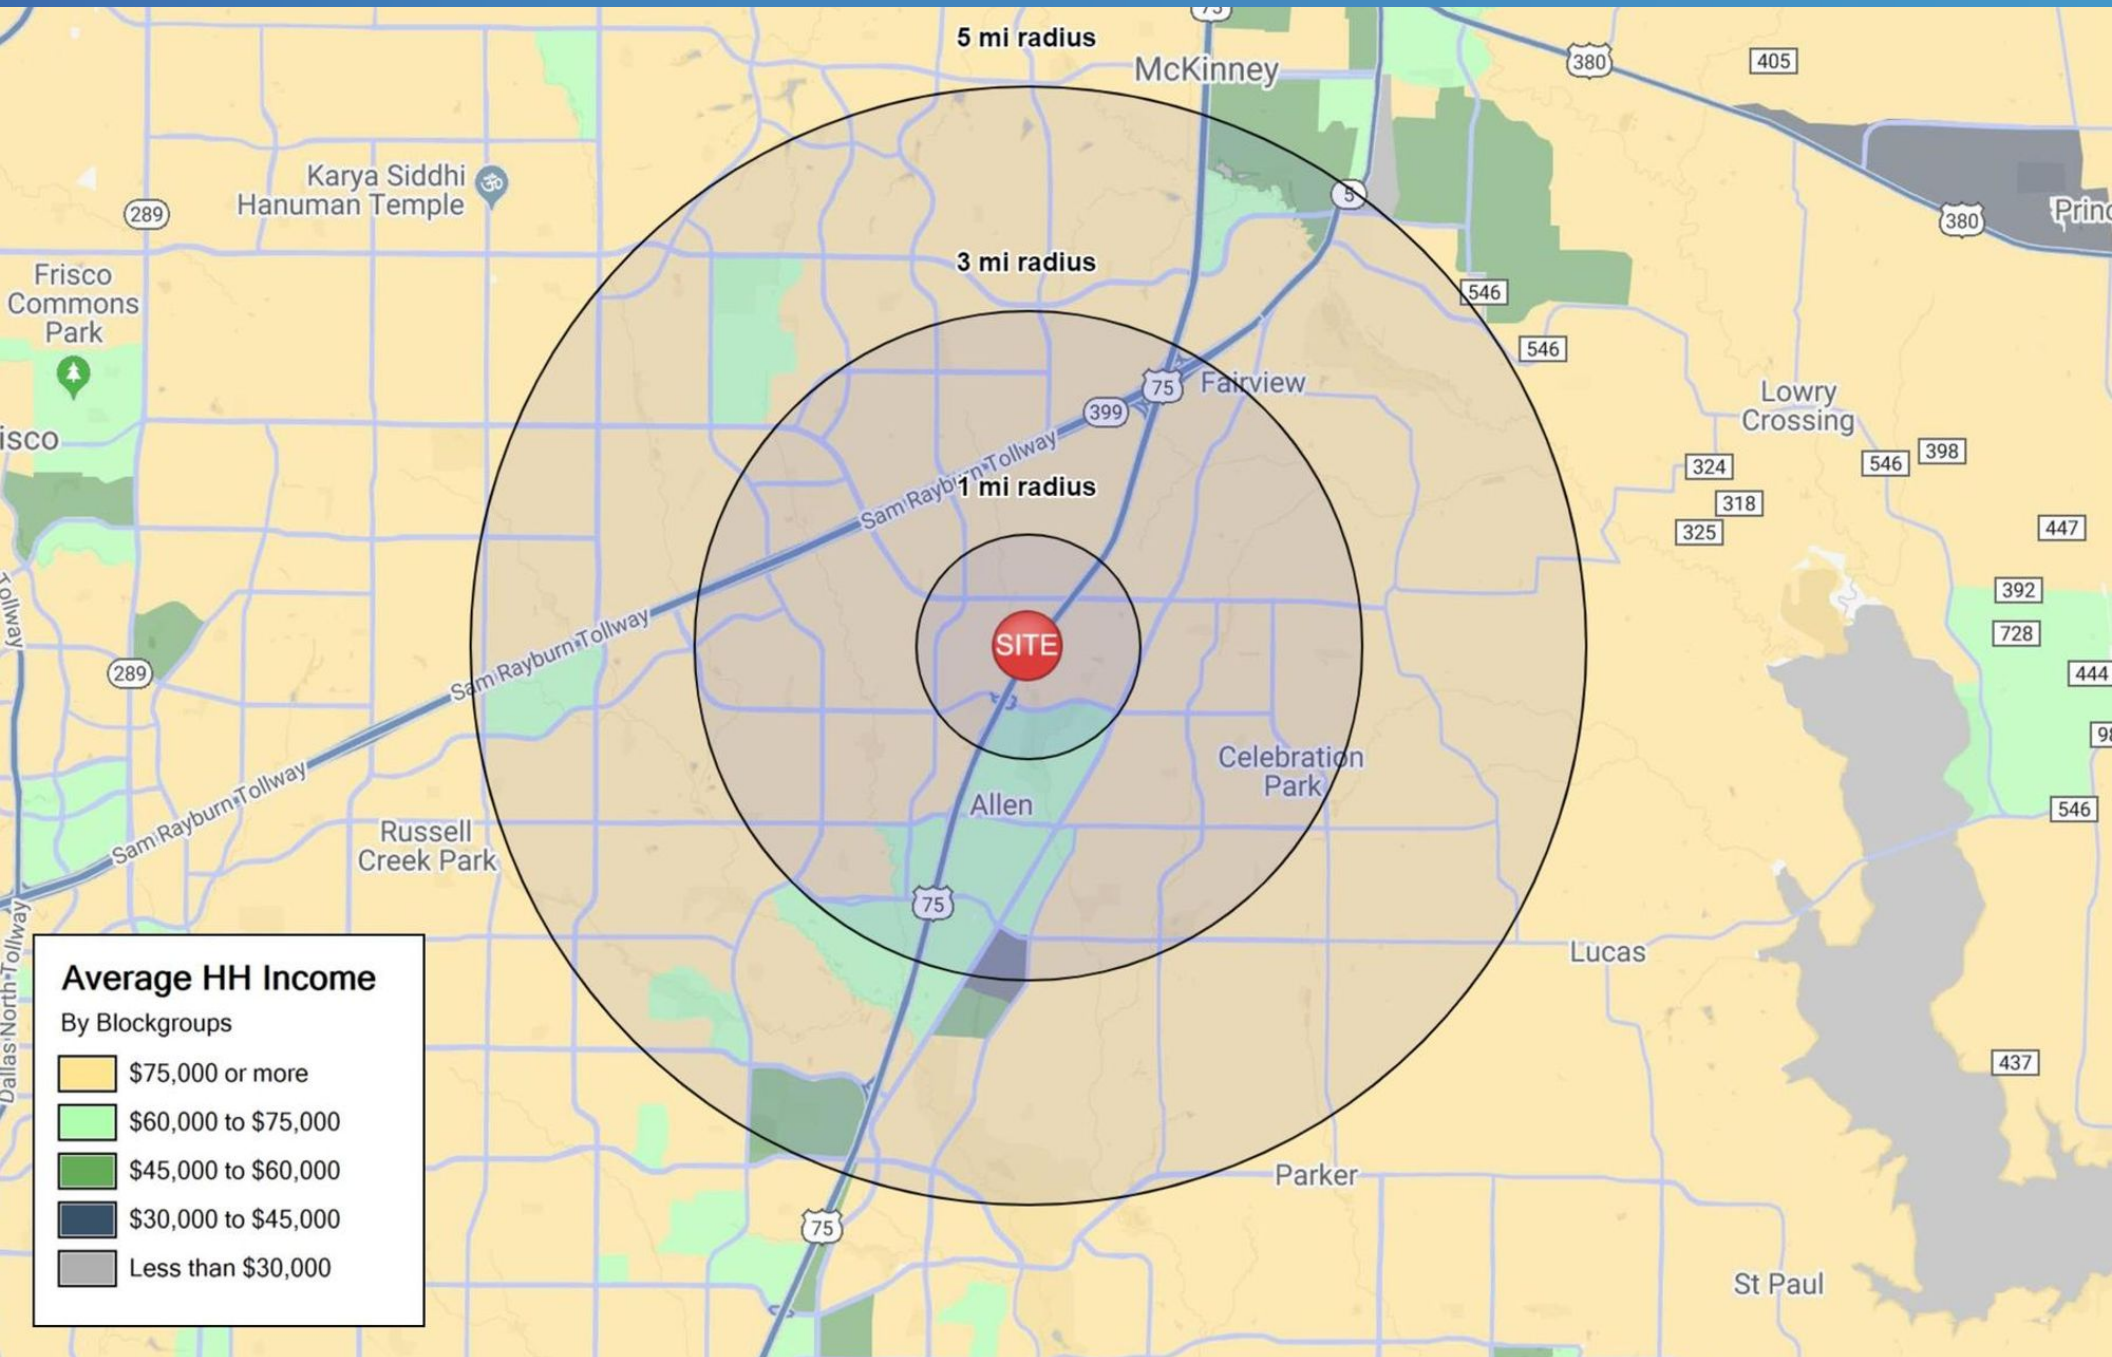 75
5 mi radius
McKinney
380
405
Karya Siddhi
Hanuman Temple
289
5
380
Princ
3 mi radius
Frisco
Commons
Park
546
546
75
Fairview
399
Lowry
Crossing
isco
Sam Rayburn Tollway
1 mi radius
324
546
398
318
325
447
Tollway
392
728
Sam Rayburn Tollway
SITE
289
444
98
Celebration
Park
Allen
546
Sam Rayburn Tollway
Russell
Creek Park
75
Dallas North Tollway
Lucas
Average HH Income
By Blockgroups
$75,000 or more
$60,000 to $75,000
$45,000 to $60,000
$30,000 to $45,000
Less than $30,000
437
Parker
75
St Paul